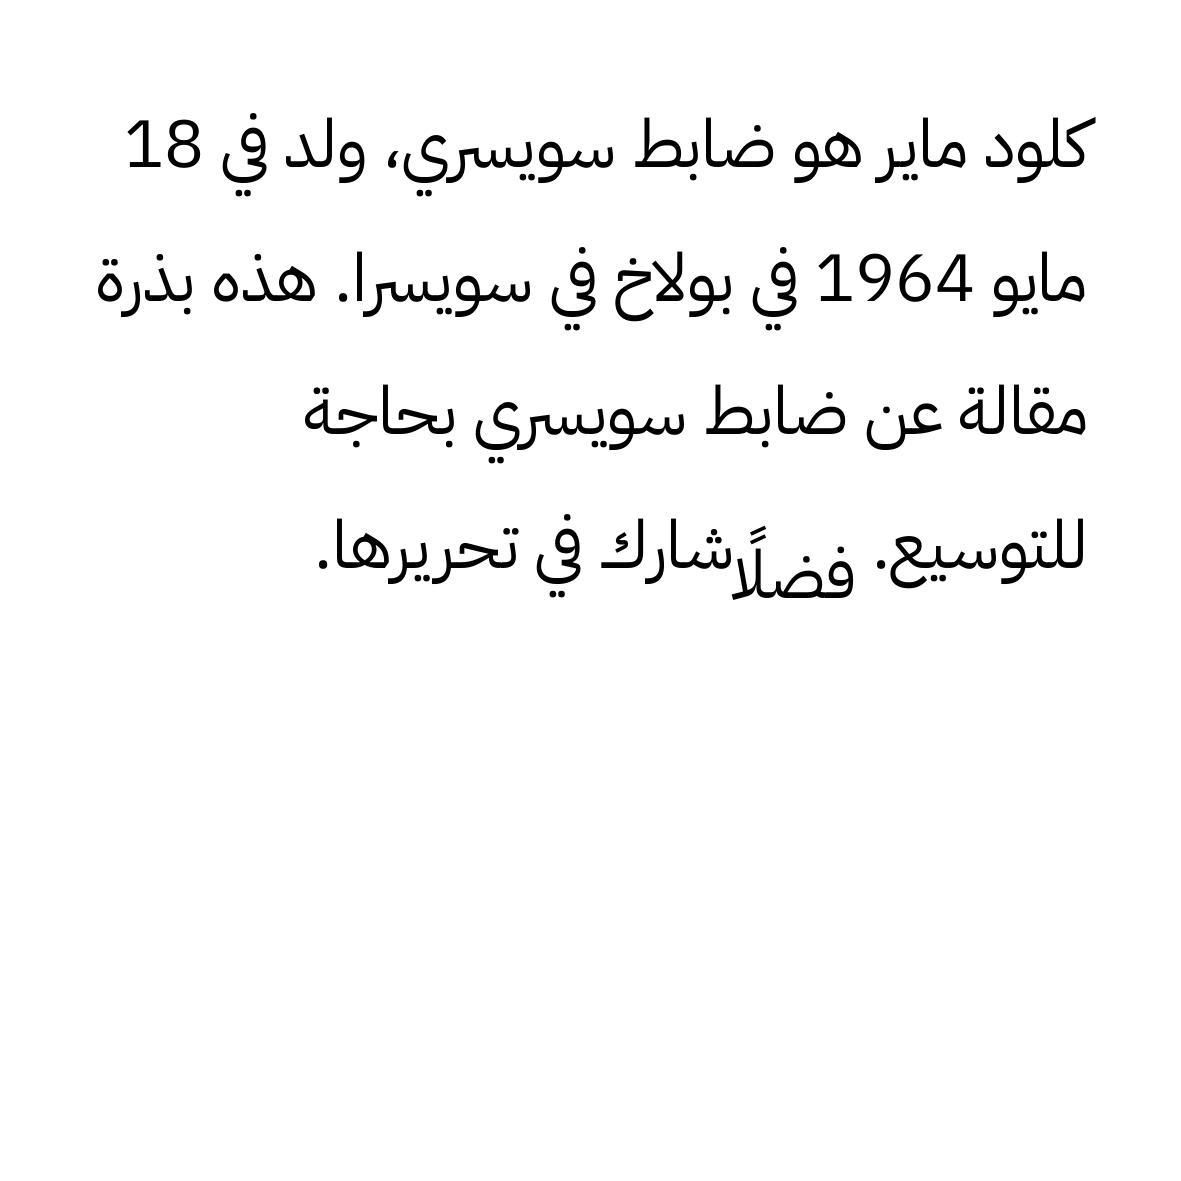 كلود ماير هو ضابط سويسري، ولد في 18
مايو 1964 في بولاخ في سويسرا. هذه بذرة
مقالة عن ضابط سويسري بحاجة
للتوسيع. فضلًا شارك في تحريرها.